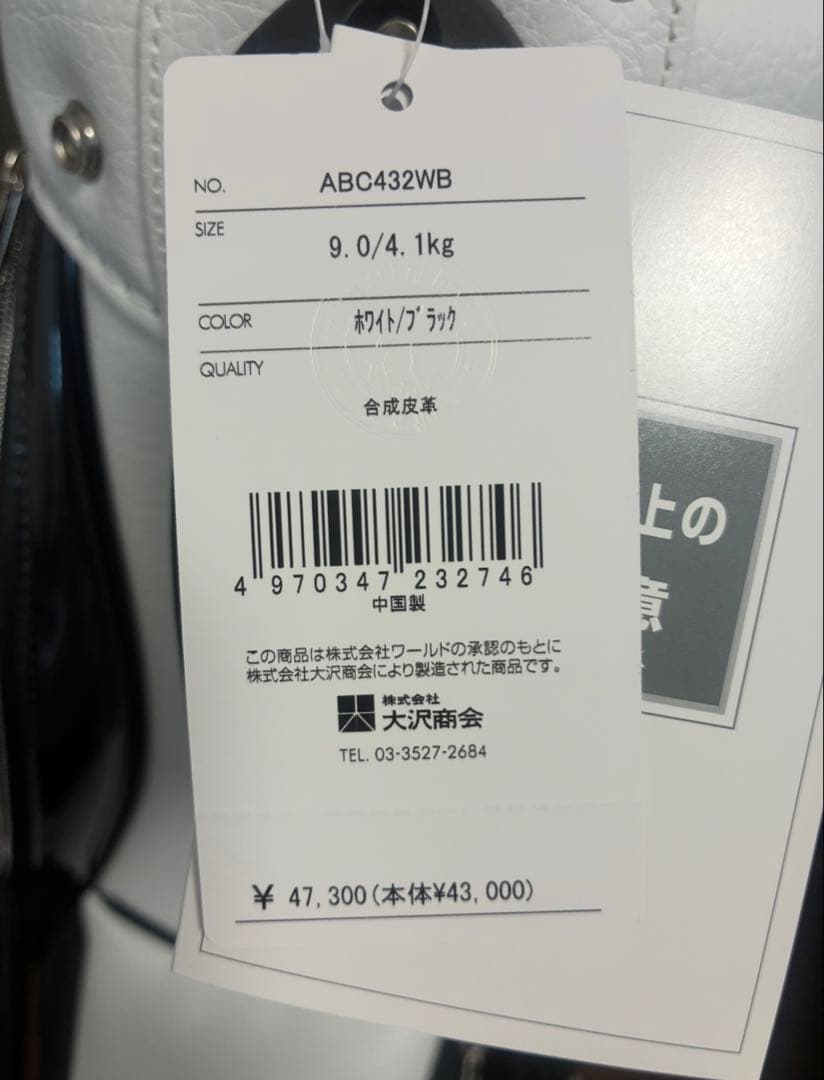 NO. ABC432WB
SIZE 9.0/4.1kg
COLOR ﾎﾜｲﾄ/ﾌﾞﾗｯｸ
QUALITY
合成皮革
4 970347 232746
中国製
この商品は株式会社ワールドの承認のもとに
株式会社大沢商会により製造された商品です。
株式会社
大沢商会
TEL. 03-3527-2684
¥ 47,300(本体¥43,000)
上の
意